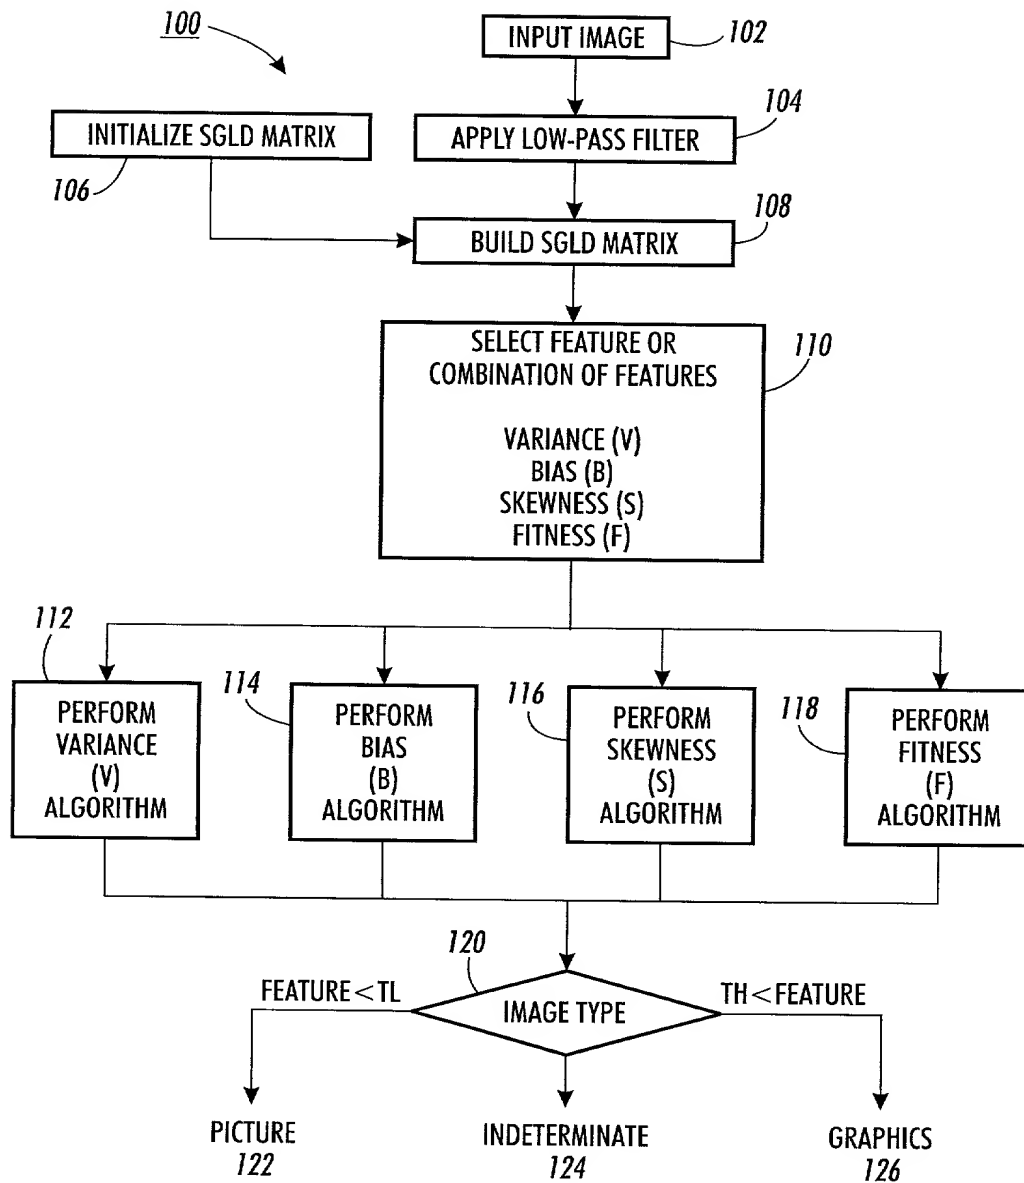 100
INPUT IMAGE
102
INITIALIZE SGLD MATRIX
106
APPLY LOW-PASS FILTER
104
BUILD SGLD MATRIX
108
SELECT FEATURE OR
COMBINATION OF FEATURES
VARIANCE (V)
BIAS (B)
SKEWNESS (S)
FITNESS (F)
110
112
PERFORM
VARIANCE
(V)
ALGORITHM
114
PERFORM
BIAS
(B)
ALGORITHM
116
PERFORM
SKEWNESS
(S)
ALGORITHM
118
PERFORM
FITNESS
(F)
ALGORITHM
120
FEATURE<TL
IMAGE TYPE
TH<FEATURE
PICTURE
122
INDETERMINATE
124
GRAPHICS
126